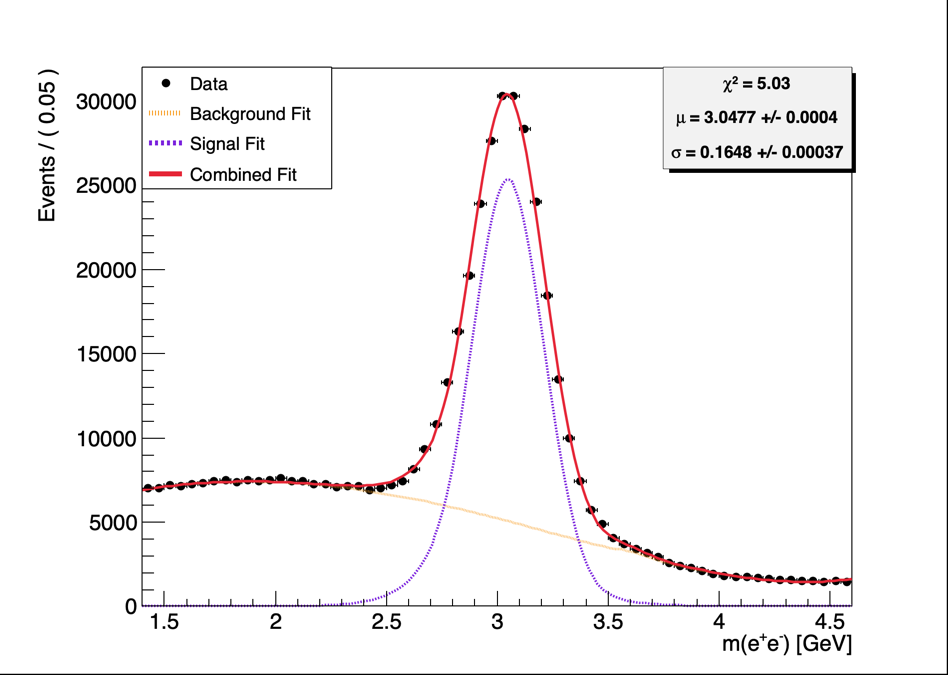 Events / ( 0.05 )
Data
Background Fit
Signal Fit
Combined Fit
χ² = 5.03
μ = 3.0477 +/- 0.0004
σ = 0.1648 +/- 0.00037
30000
25000
20000
15000
10000
5000
0
1.5 2 2.5 3 3.5 4 4.5
m(e⁺e⁻) [GeV]